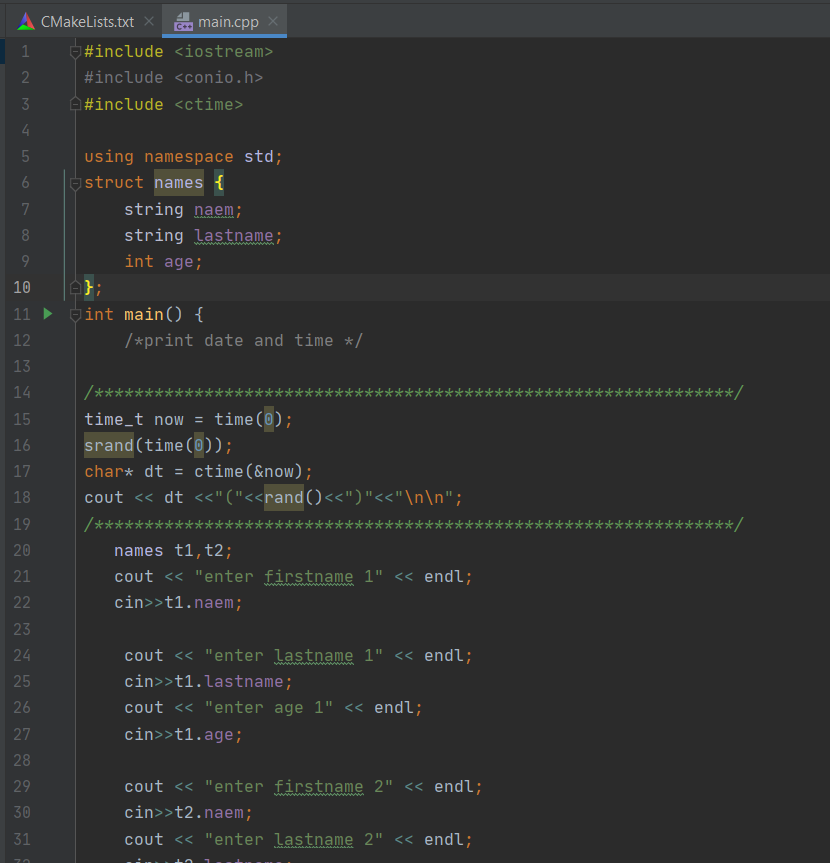 CMakeLists.txt
main.cpp
1 #include <iostream>
2 #include <conio.h>
3 #include <ctime>
4
5 using namespace std;
6 struct names {
7 string naem;
8 string lastname;
9 int age;
10 };
11 int main() {
12 /*print date and time */
13
14 /****************************************************************/
15 time_t now = time(0);
16 srand(time(0));
17 char* dt = ctime(&now);
18 cout << dt <<"("<<rand()<<")"<<"\n\n";
19 /****************************************************************/
20 names t1,t2;
21 cout << "enter firstname 1" << endl;
22 cin>>t1.naem;
23
24 cout << "enter lastname 1" << endl;
25 cin>>t1.lastname;
26 cout << "enter age 1" << endl;
27 cin>>t1.age;
28
29 cout << "enter firstname 2" << endl;
30 cin>>t2.naem;
31 cout << "enter lastname 2" << endl;